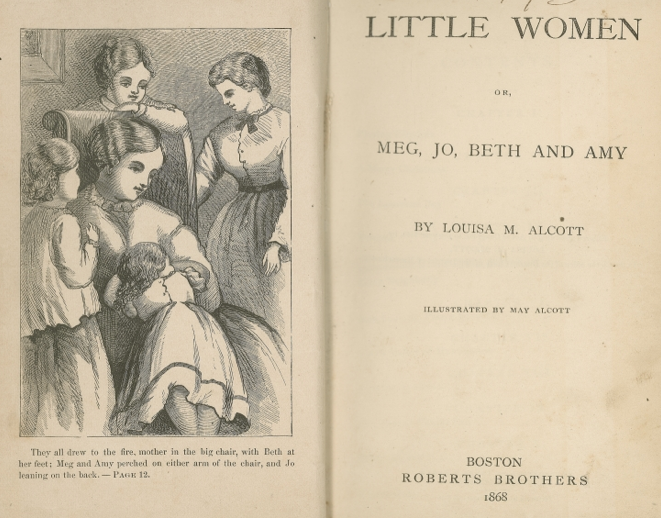 They all drew to the fire, mother in the big chair, with Beth at
her feet; Meg and Amy perched on either arm of the chair, and Jo
leaning on the back. — PAGE 12.
LITTLE WOMEN
OR,
MEG, JO, BETH AND AMY
BY LOUISA M. ALCOTT
ILLUSTRATED BY MAY ALCOTT
BOSTON
ROBERTS BROTHERS
1868